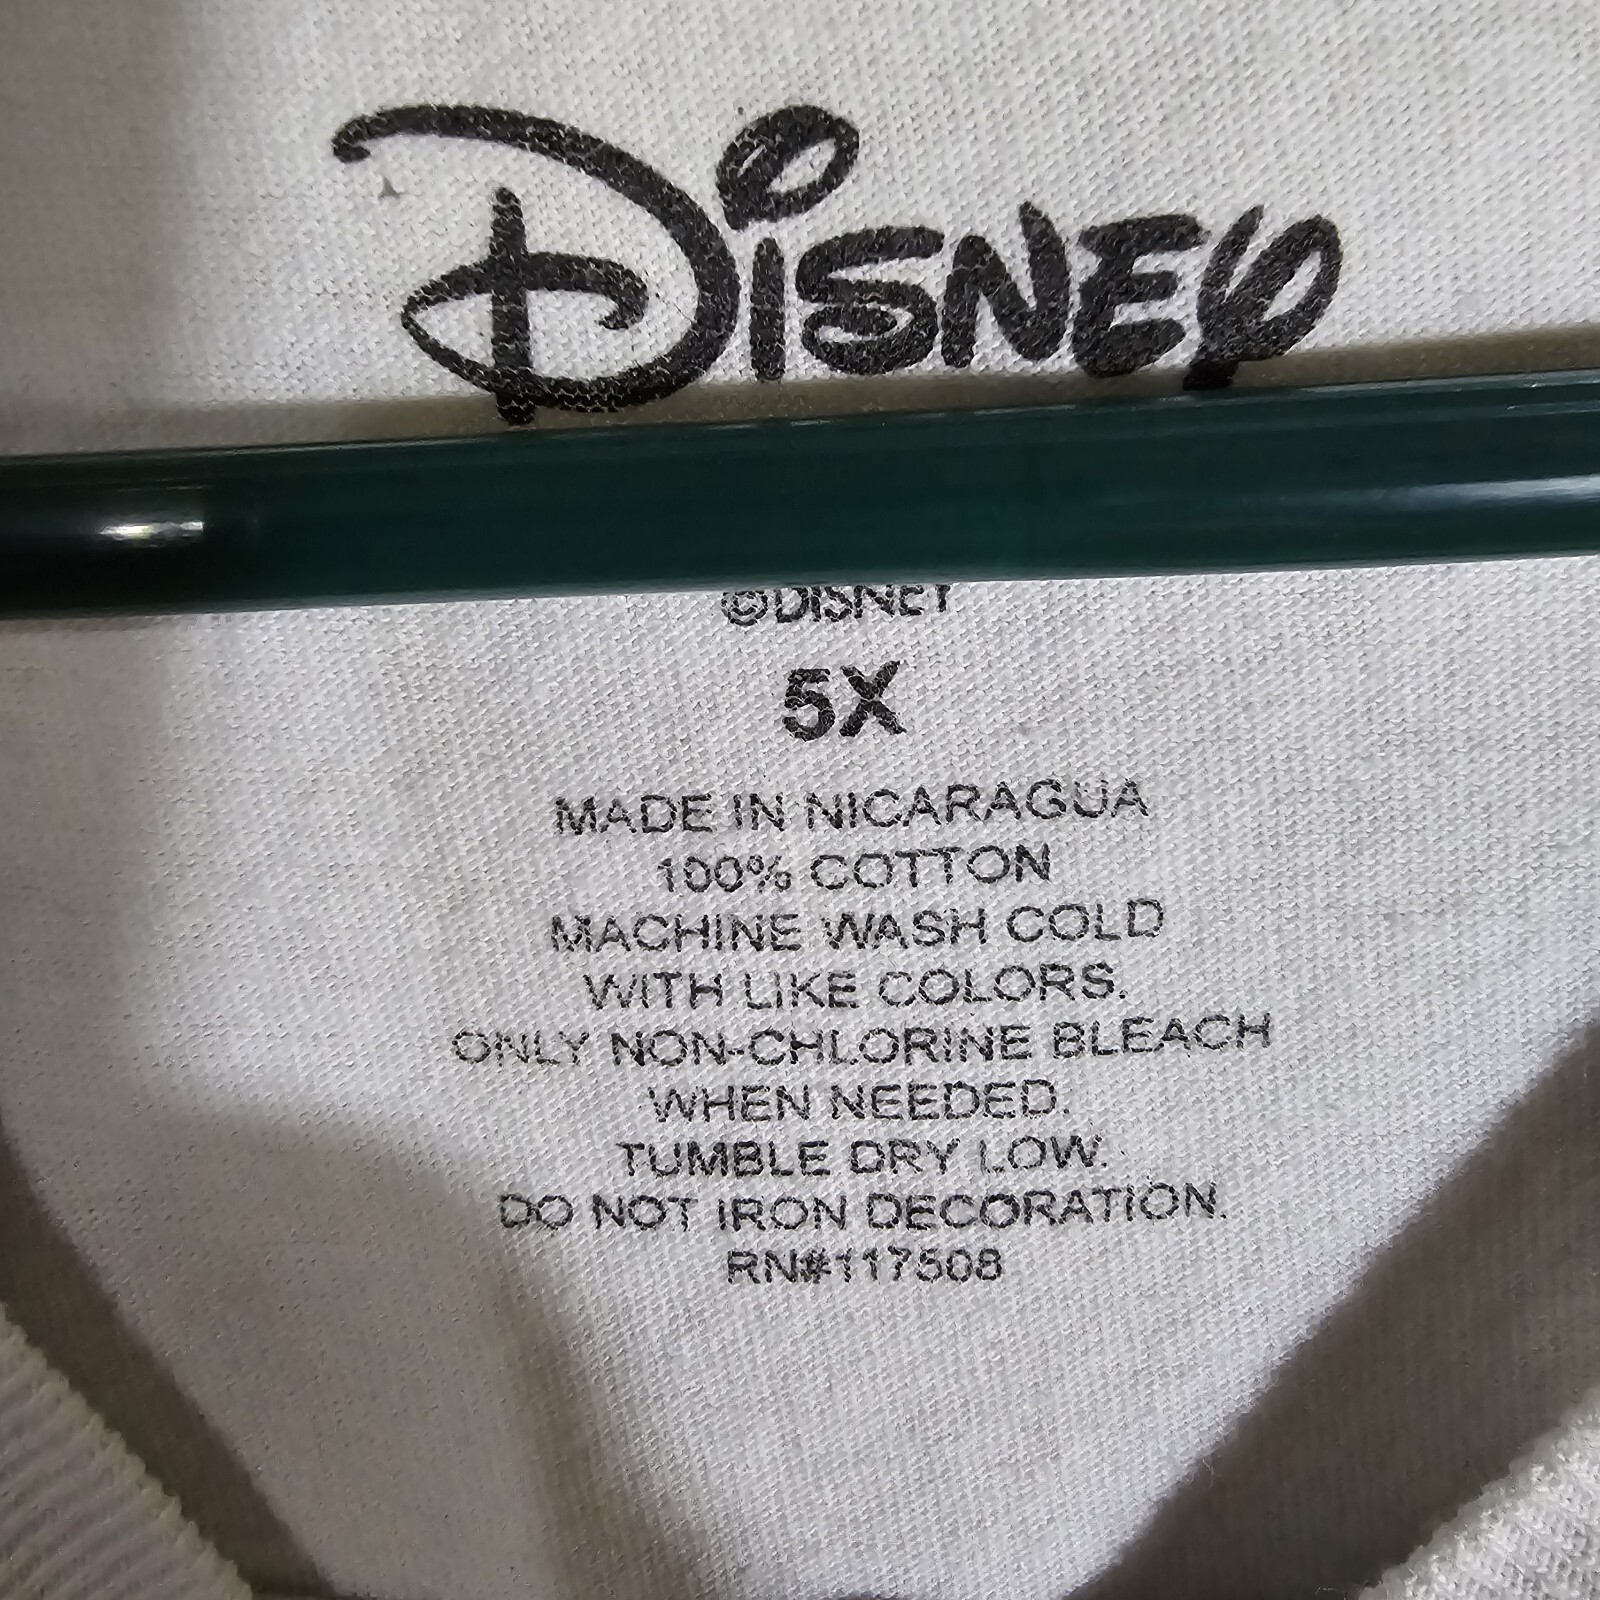 Disney
©DISNEY
5X
MADE IN NICARAGUA
100% COTTON
MACHINE WASH COLD
WITH LIKE COLORS.
ONLY NON-CHLORINE BLEACH
WHEN NEEDED.
TUMBLE DRY LOW.
DO NOT IRON DECORATION.
RN#117508